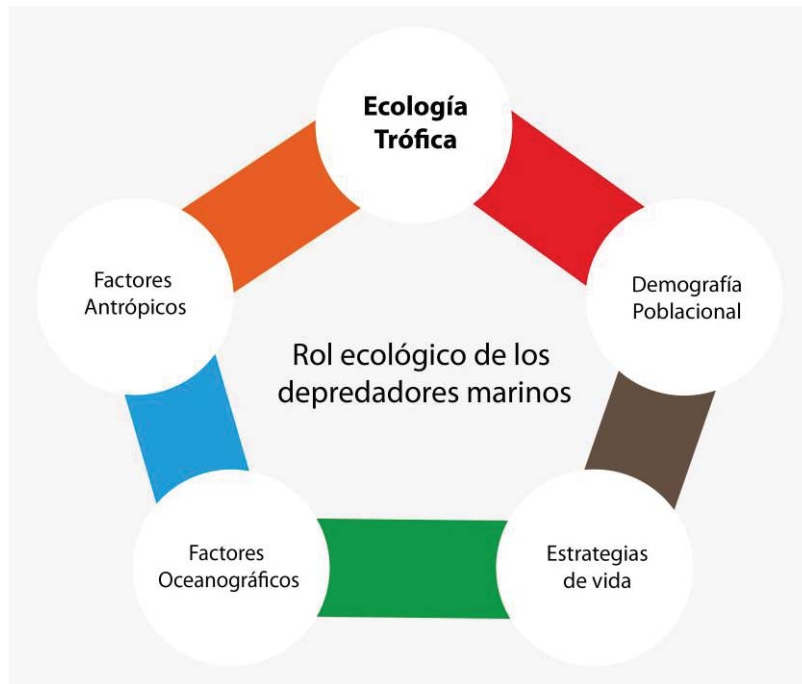 Ecología
Trófica
Factores
Antrópicos
Demografía
Poblacional
Rol ecológico de los
depredadores marinos
Factores
Oceanográficos
Estrategias
de vida